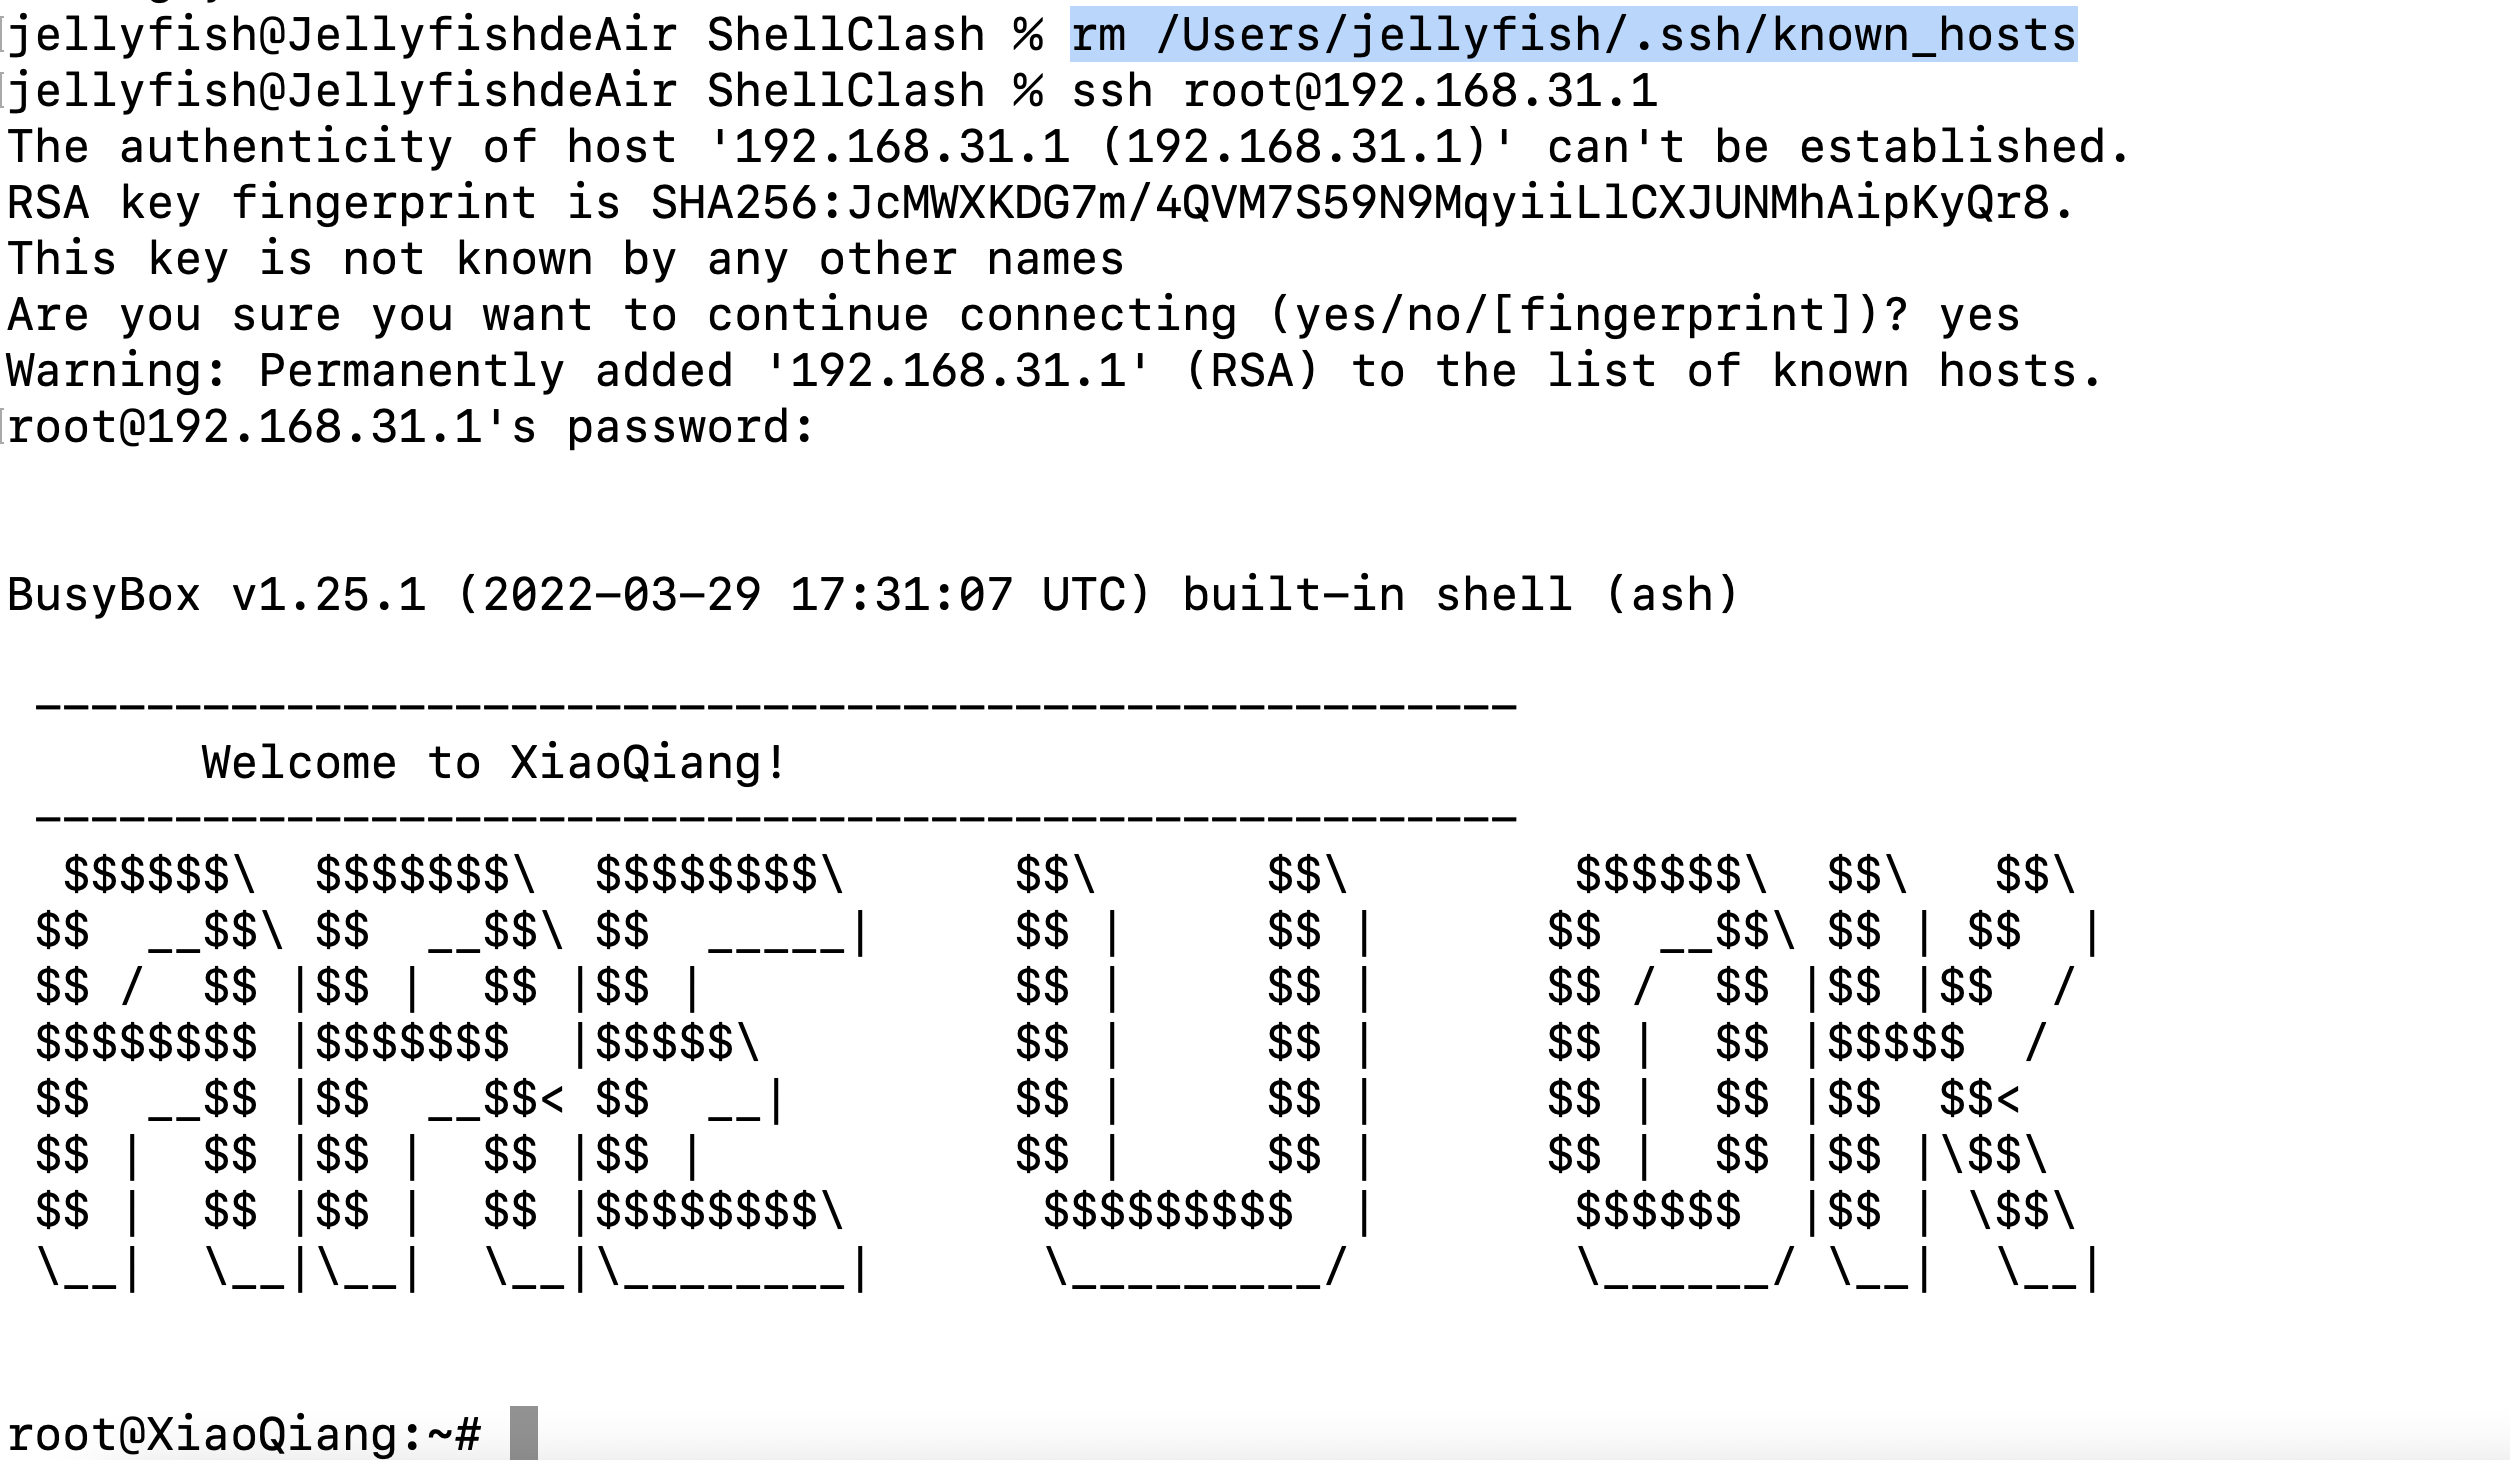 jellyfish@JellyfishdeAir ShellClash % rm /Users/jellyfish/.ssh/known_hosts
jellyfish@JellyfishdeAir ShellClash % ssh root@192.168.31.1
The authenticity of host '192.168.31.1 (192.168.31.1)' can't be established.
RSA key fingerprint is SHA256:JcMWXKDG7m/4QVM7S59N9MqyiiLlCXJUNMhAipKyQr8.
This key is not known by any other names
Are you sure you want to continue connecting (yes/no/[fingerprint])? yes
Warning: Permanently added '192.168.31.1' (RSA) to the list of known hosts.
root@192.168.31.1's password:
BusyBox v1.25.1 (2022-03-29 17:31:07 UTC) built-in shell (ash)
 -----------------------------------------------------
       Welcome to XiaoQiang!
 -----------------------------------------------------
  $$$$$$\  $$$$$$$\  $$$$$$$$\      $$\      $$\        $$$$$$\  $$\   $$\
 $$  __$$\ $$  __$$\ $$  _____|     $$ |     $$ |      $$  __$$\ $$ | $$  |
 $$ /  $$ |$$ |  $$ |$$ |           $$ |     $$ |      $$ /  $$ |$$ |$$  /
 $$$$$$$$ |$$$$$$$  |$$$$$\         $$ |     $$ |      $$ |  $$ |$$$$$  /
 $$  __$$ |$$  __$$< $$  __|        $$ |     $$ |      $$ |  $$ |$$  $$<
 $$ |  $$ |$$ |  $$ |$$ |           $$ |     $$ |      $$ |  $$ |$$ |\$$\
 $$ |  $$ |$$ |  $$ |$$$$$$$$\       $$$$$$$$$  |       $$$$$$  |$$ | \$$\
 \__|  \__|\__|  \__|\________|      \_________/        \______/ \__|  \__|
root@XiaoQiang:~#